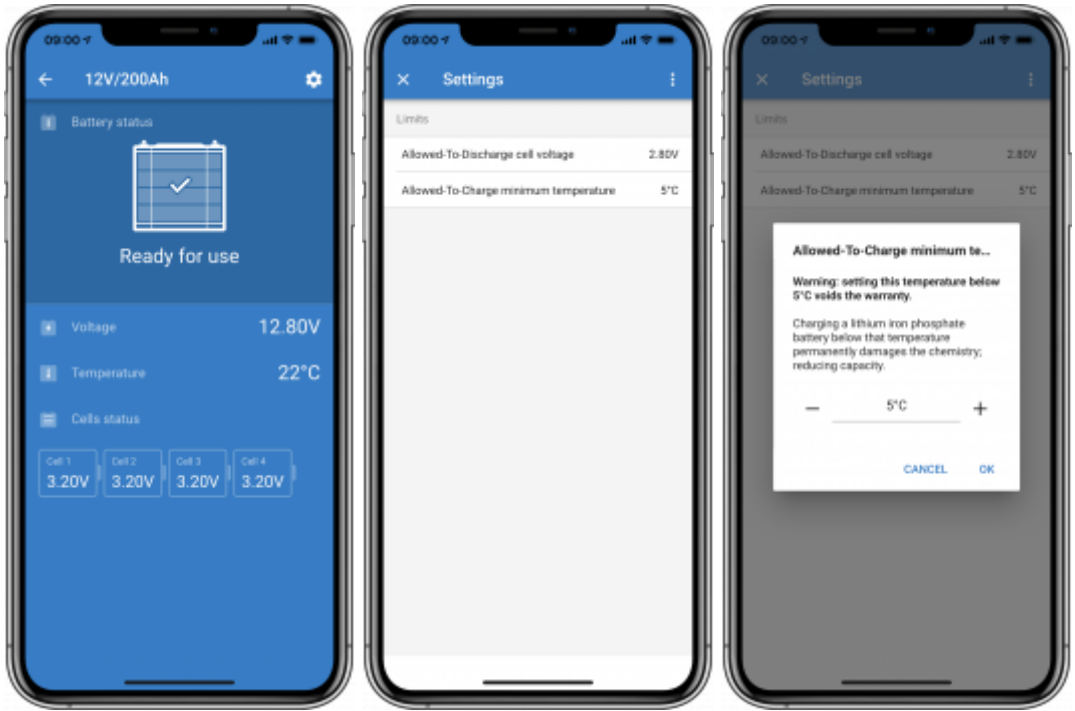 09:00
12V/200Ah
Battery status
Ready for use
Voltage 12.80V
Temperature 22°C
Cells status
Cell 1 Cell 2 Cell 3 Cell 4
3.20V 3.20V 3.20V 3.20V
09:00
Settings
Limits
Allowed-To-Discharge cell voltage 2.80V
Allowed-To-Charge minimum temperature 5°C
09:00
Settings
Limits
Allowed-To-Discharge cell voltage 2.80V
Allowed-To-Charge minimum temperature 5°C
Allowed-To-Charge minimum te...
Warning: setting this temperature below
5°C voids the warranty.
Charging a lithium iron phosphate
battery below that temperature
permanently damages the chemistry;
reducing capacity.
5°C
CANCEL OK